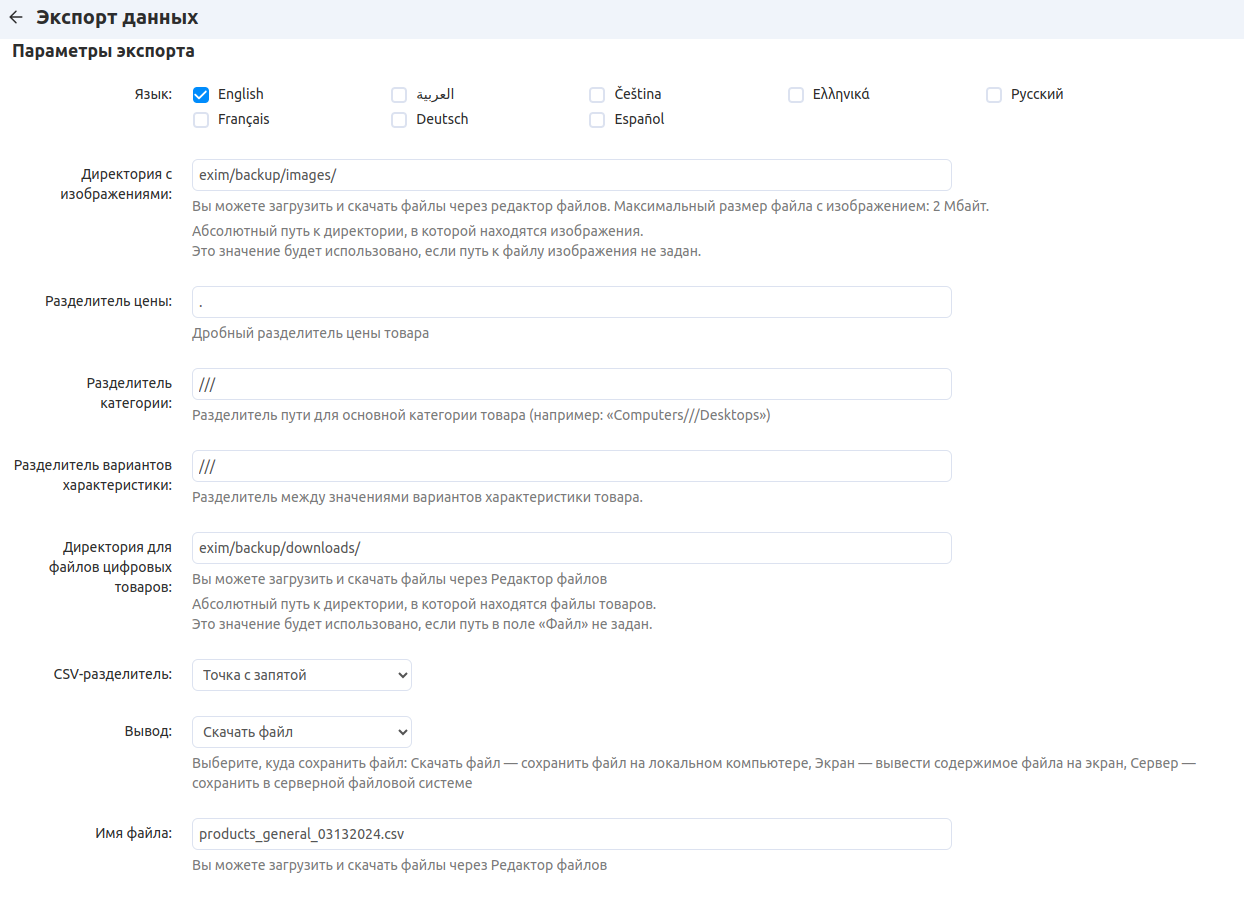 Экспорт данных
Параметры экспорта
Язык:
English
العربية
Čeština
Ελληνικά
Русский
Français
Deutsch
Español
Директория с
изображениями:
exim/backup/images/
Вы можете загрузить и скачать файлы через редактор файлов. Максимальный размер файла с изображением: 2 Мбайт.
Абсолютный путь к директории, в которой находятся изображения.
Это значение будет использовано, если путь к файлу изображения не задан.
Разделитель цены:
.
Дробный разделитель цены товара
Разделитель
категории:
///
Разделитель пути для основной категории товара (например: «Computers///Desktops»)
Разделитель вариантов
характеристики:
///
Разделитель между значениями вариантов характеристики товара.
Директория для
файлов цифровых
товаров:
exim/backup/downloads/
Вы можете загрузить и скачать файлы через Редактор файлов
Абсолютный путь к директории, в которой находятся файлы товаров.
Это значение будет использовано, если путь в поле «Файл» не задан.
CSV-разделитель:
Точка с запятой
Вывод:
Скачать файл
Выберите, куда сохранить файл: Скачать файл — сохранить файл на локальном компьютере, Экран — вывести содержимое файла на экран, Сервер —
сохранить в серверной файловой системе
Имя файла:
products_general_03132024.csv
Вы можете загрузить и скачать файлы через Редактор файлов